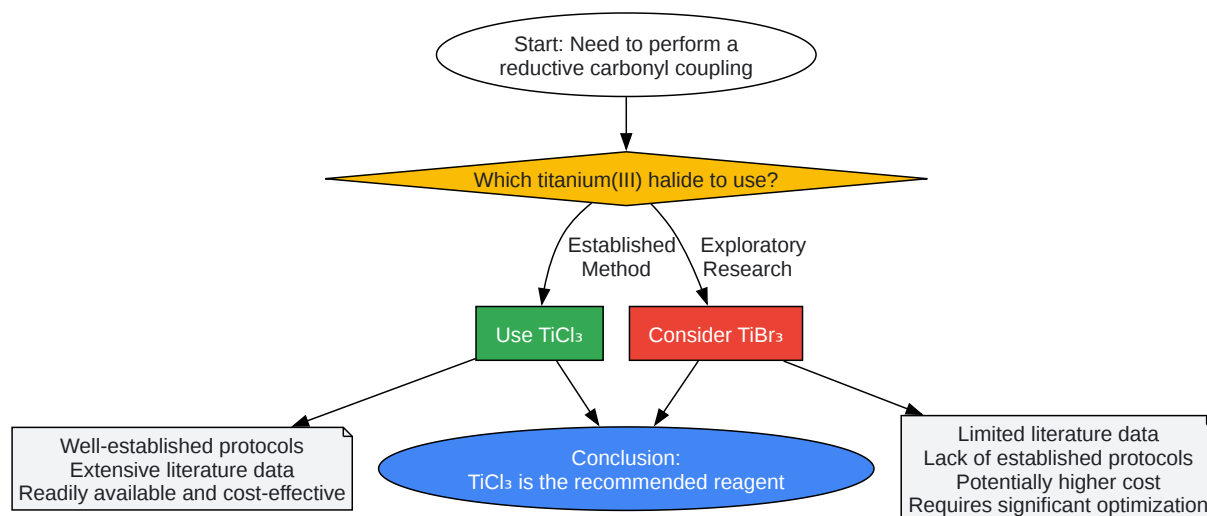 Start: Need to perform a
reductive carbonyl coupling
Which titanium(III) halide to use?
Established
Method
Exploratory
Research
Use TiCl₃
Consider TiBr₃
Well-established protocols
Extensive literature data
Readily available and cost-effective
Conclusion:
TiCl₃ is the recommended reagent
Limited literature data
Lack of established protocols
Potentially higher cost
Requires significant optimization